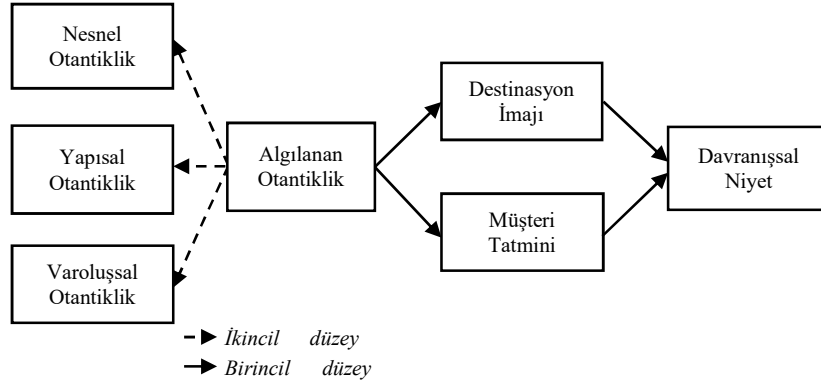 Nesnel
Otantiklik
Yapısal
Otantiklik
Varoluşsal
Otantiklik
Algılanan
Otantiklik
Destinasyon
İmajı
Müşteri
Tatmini
Davranışsal
Niyet
İkincil düzey
Birincil düzey